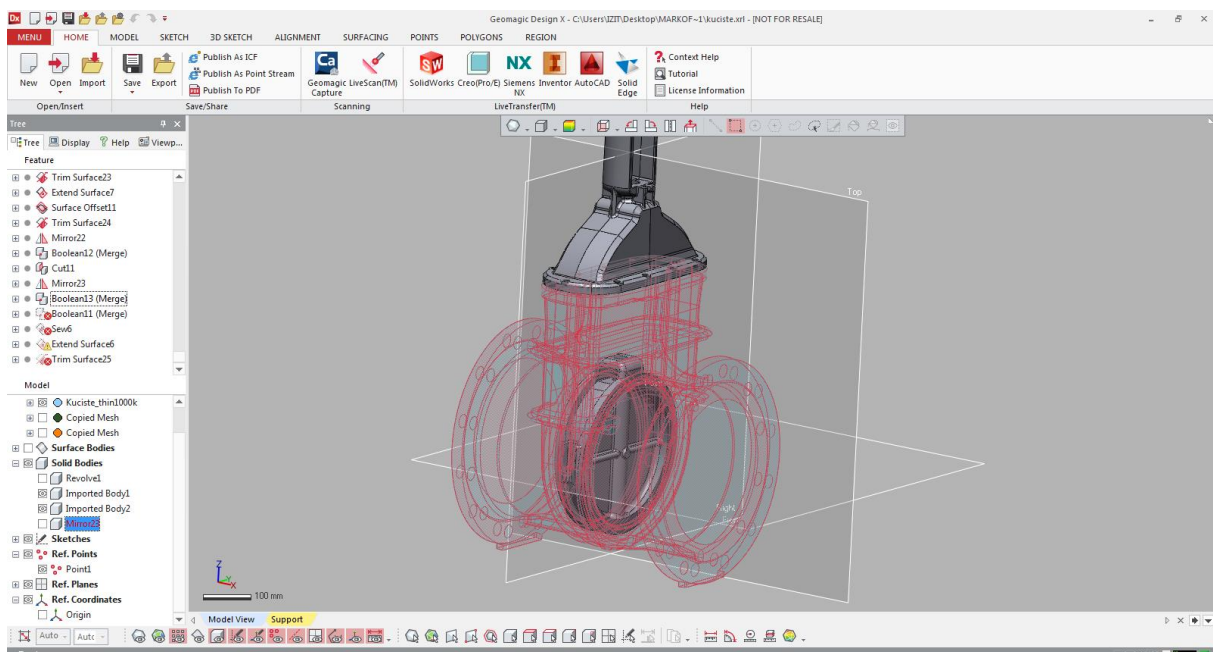 Geomagic Design X - C:\Users\IZIT\Desktop\MARKOF~1\kuciste.xrl - [NOT FOR RESALE]
MENU HOME MODEL SKETCH 3D SKETCH ALIGNMENT SURFACING POINTS POLYGONS REGION
New Open Import Save Export
Publish As ICF
Publish As Point Stream
Publish To PDF
Geomagic Capture
LiveScan(TM)
SolidWorks Creo(Pro/E) Siemens NX Inventor AutoCAD Solid Edge
Context Help
Tutorial
License Information
Open/Insert Save/Share Scanning LiveTransfer(TM) Help
Tree
Tree Display Help Viewp...
Feature
Trim Surface23
Extend Surface7
Surface Offset11
Trim Surface24
Mirror22
Boolean12 (Merge)
Cut11
Mirror23
Boolean13 (Merge)
Boolean11 (Merge)
Sew6
Extend Surface6
Trim Surface25
Model
Kuciste_thin1000k
Copied Mesh
Copied Mesh
Surface Bodies
Solid Bodies
Revolve1
Imported Body1
Imported Body2
Mirror23
Sketches
Ref. Points
Point1
Ref. Planes
Ref. Coordinates
Origin
Top
Right
Z
Y
X
100 mm
Model View Support
Auto Autc